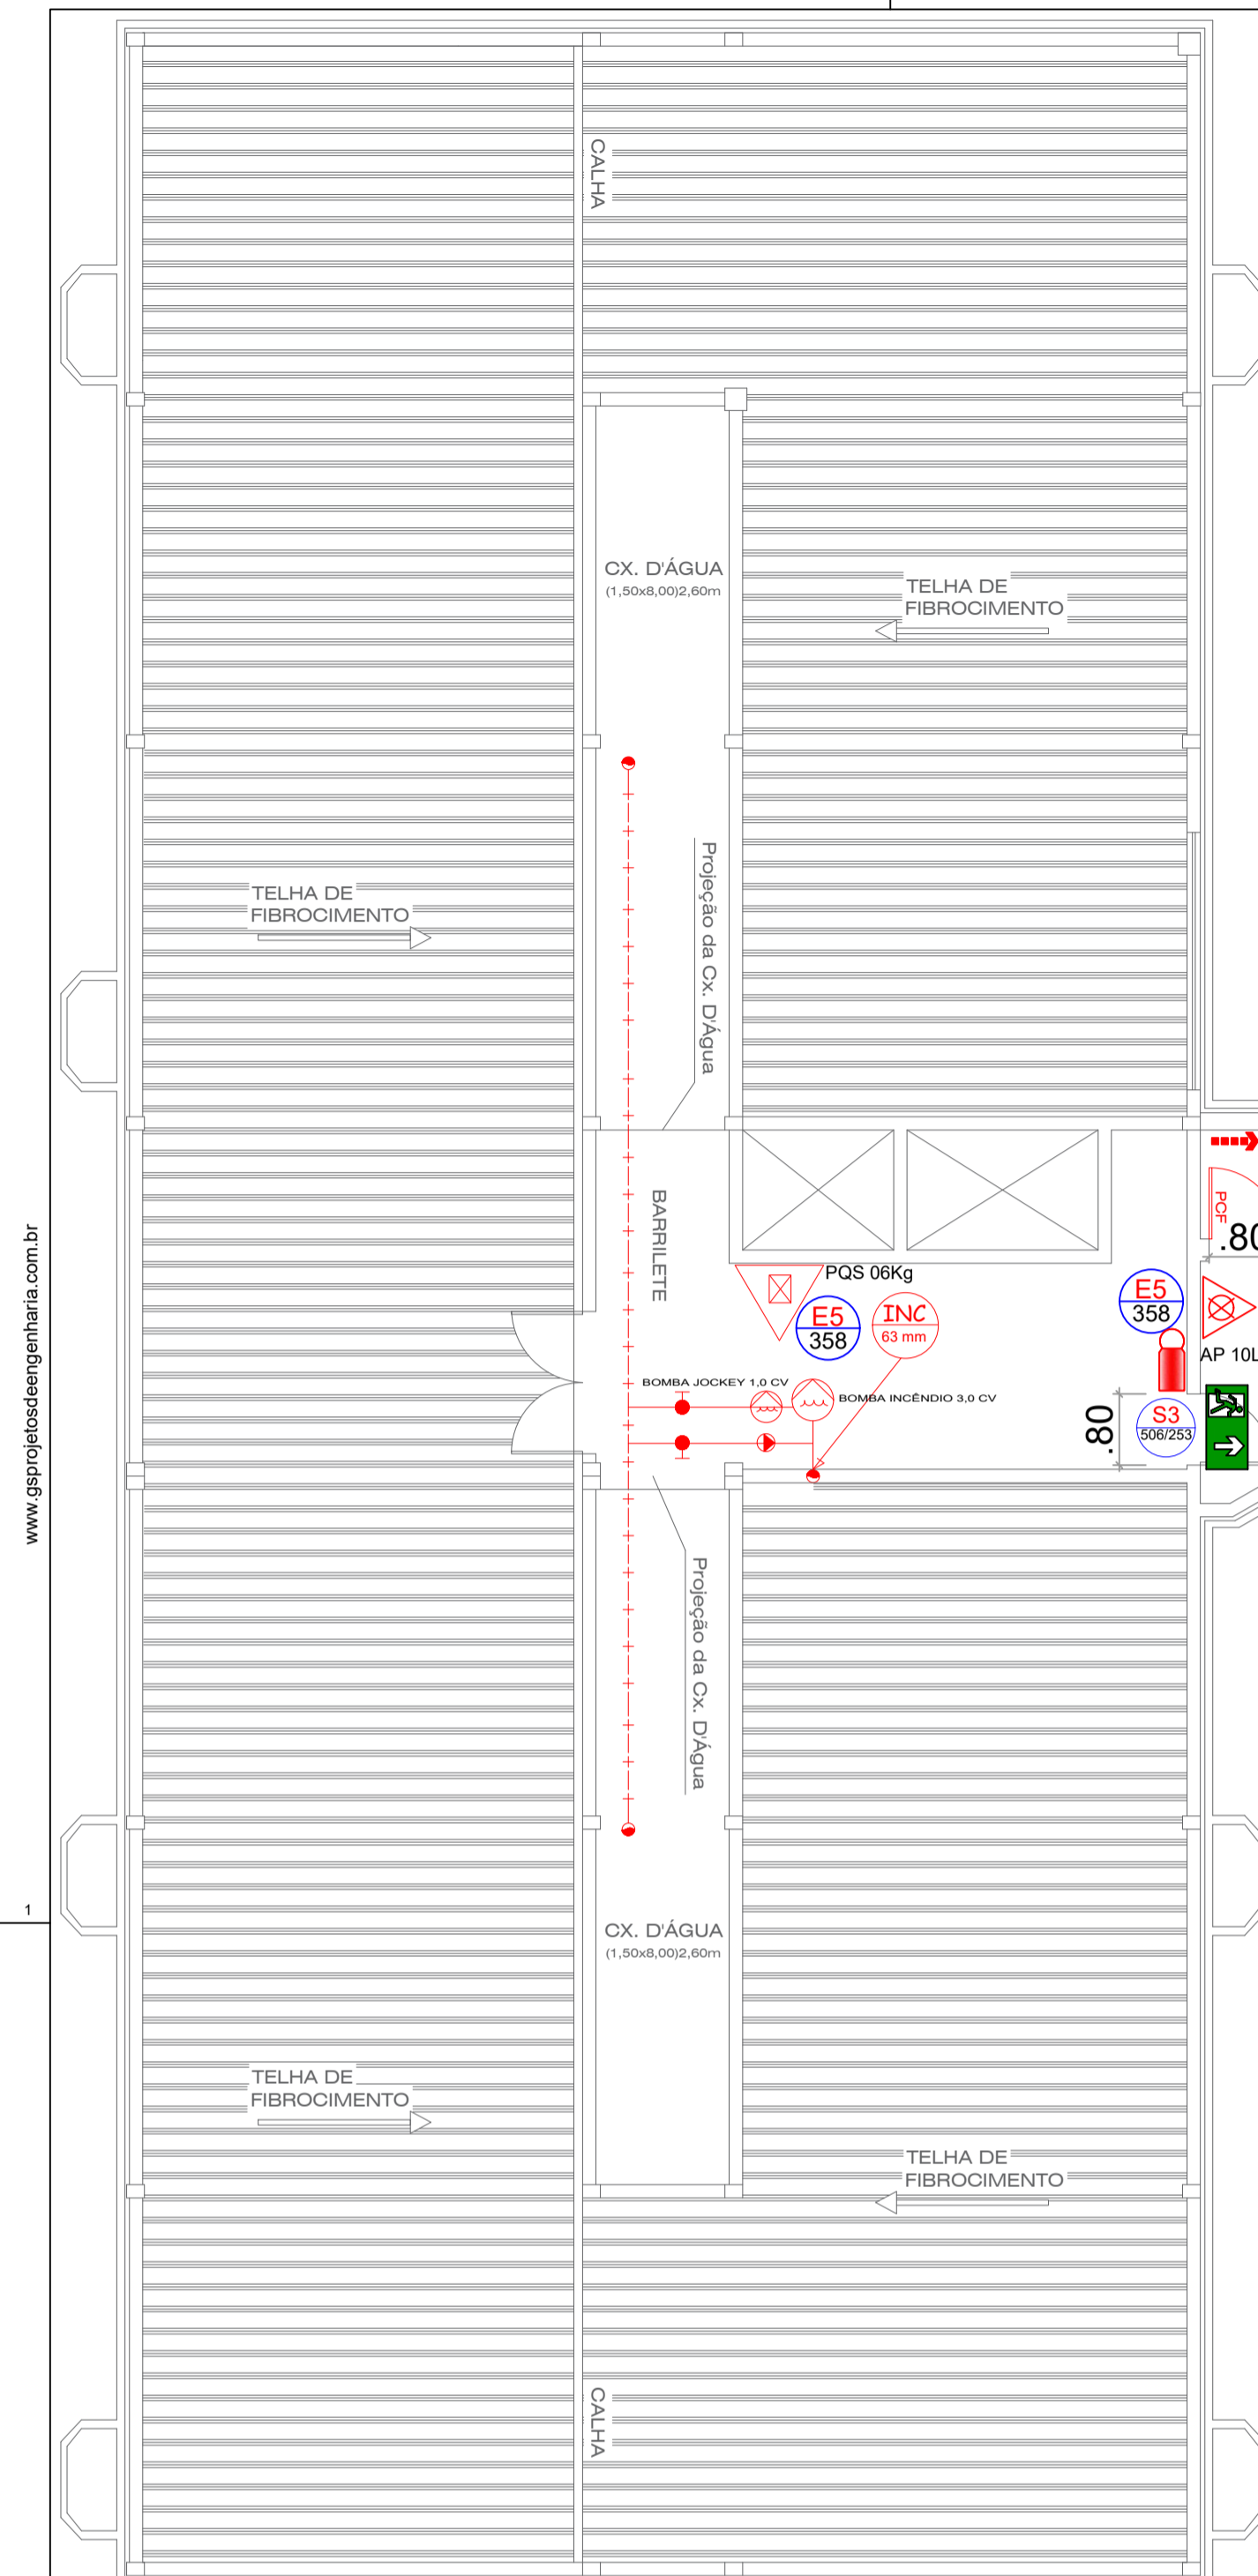 CALHA
CX. D'ÁGUA
(1,50x8,00)2,60m
TELHA DE
FIBROCIMENTO
Projeção da Cx. D'Água
TELHA DE
FIBROCIMENTO
BARRILETE
PCF
.80
PQS 06Kg
E5
358
INC
63 mm
E5
358
AP 10L
BOMBA JOCKEY 1,0 CV
BOMBA INCÊNDIO 3,0 CV
.80
S3
506/253
www.gsprojetosdeengenharia.com.br
Projeção da Cx. D'Água
1
CX. D'ÁGUA
(1,50x8,00)2,60m
TELHA DE
FIBROCIMENTO
TELHA DE
FIBROCIMENTO
CALHA